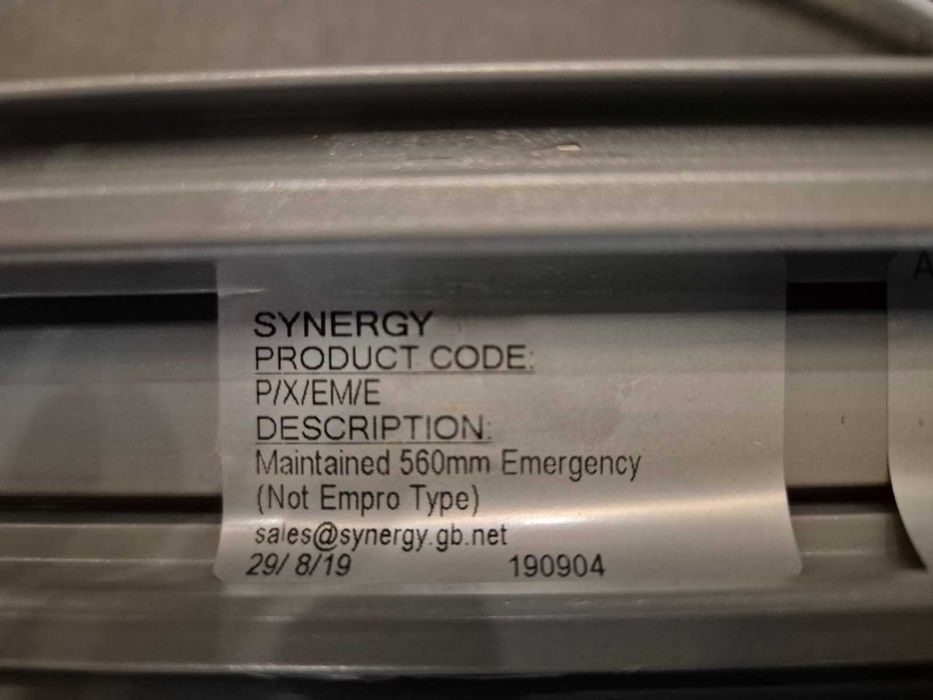 SYNERGY
PRODUCT CODE:
P/X/EM/E
DESCRIPTION:
Maintained 560mm Emergency
(Not Empro Type)
sales@synergy.gb.net
29/ 8/19 190904
A